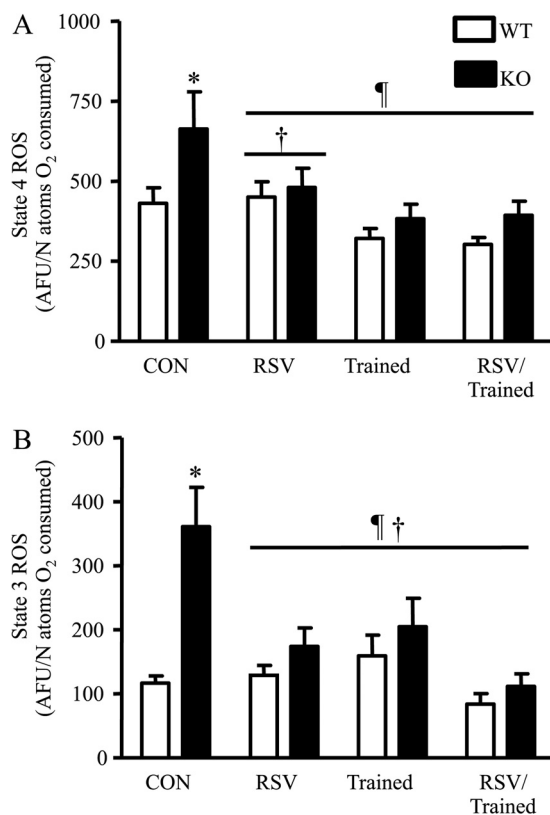 A
State 4 ROS
(AFU/N atoms O₂ consumed)
1000
750
500
250
0
WT
KO
*
†
¶
CON
RSV
Trained
RSV/
Trained
B
State 3 ROS
(AFU/N atoms O₂ consumed)
500
400
300
200
100
0
*
¶ †
CON
RSV
Trained
RSV/
Trained